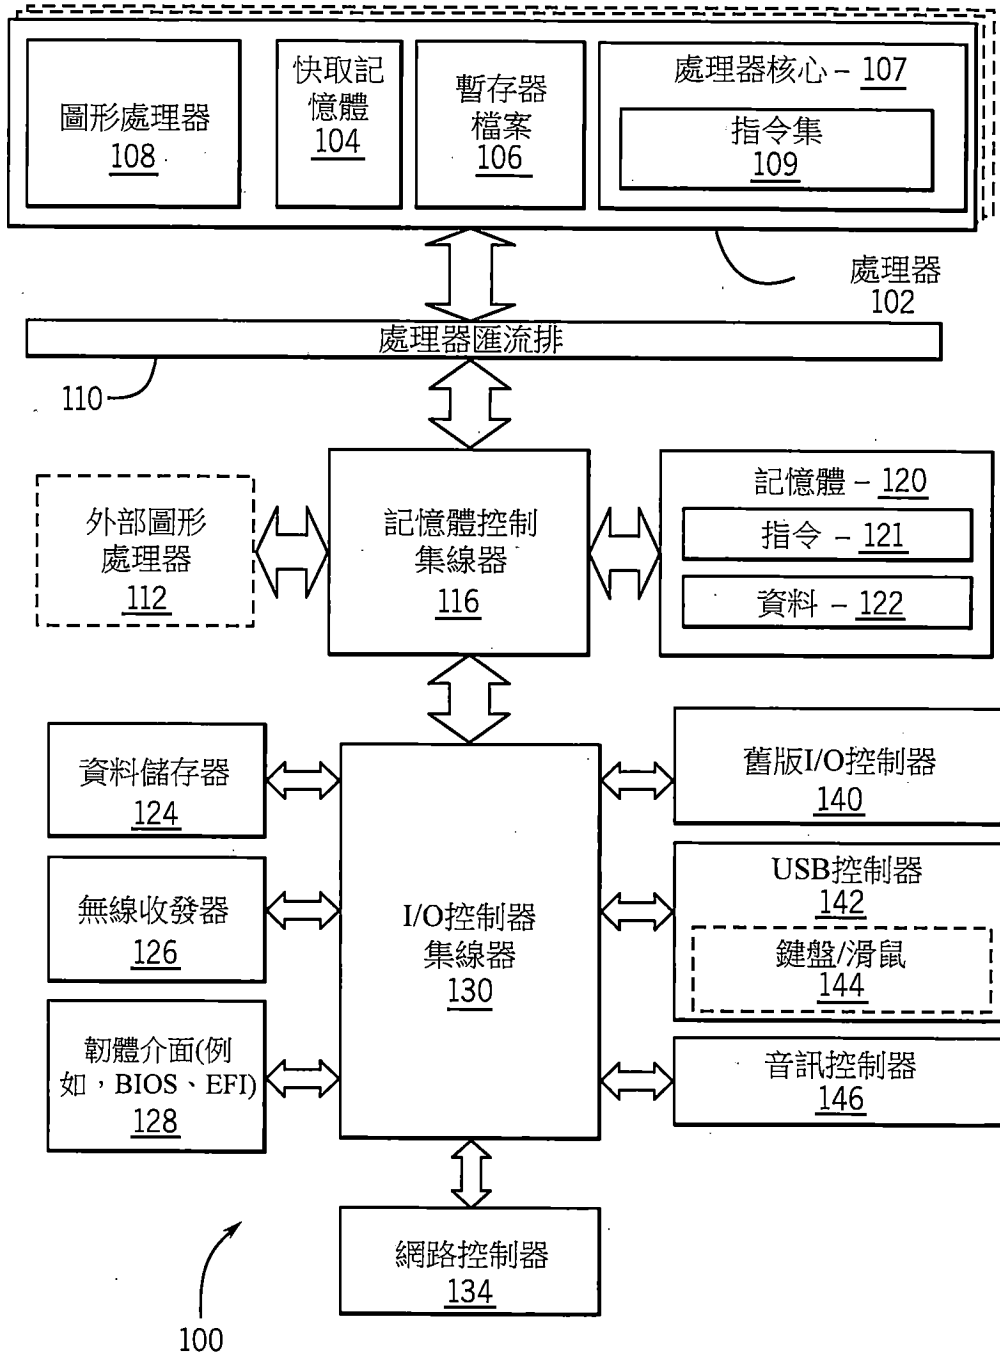 圖形處理器
108
快取記
憶體
104
暫存器
檔案
106
處理器核心 – 107
指令集
109
處理器
102
處理器匯流排
110
外部圖形
處理器
112
記憶體控制
集線器
116
記憶體 – 120
指令 – 121
資料 – 122
資料儲存器
124
無線收發器
126
韌體介面(例
如，BIOS、EFI)
128
I/O控制器
集線器
130
舊版I/O控制器
140
USB控制器
142
鍵盤/滑鼠
144
音訊控制器
146
網路控制器
134
100